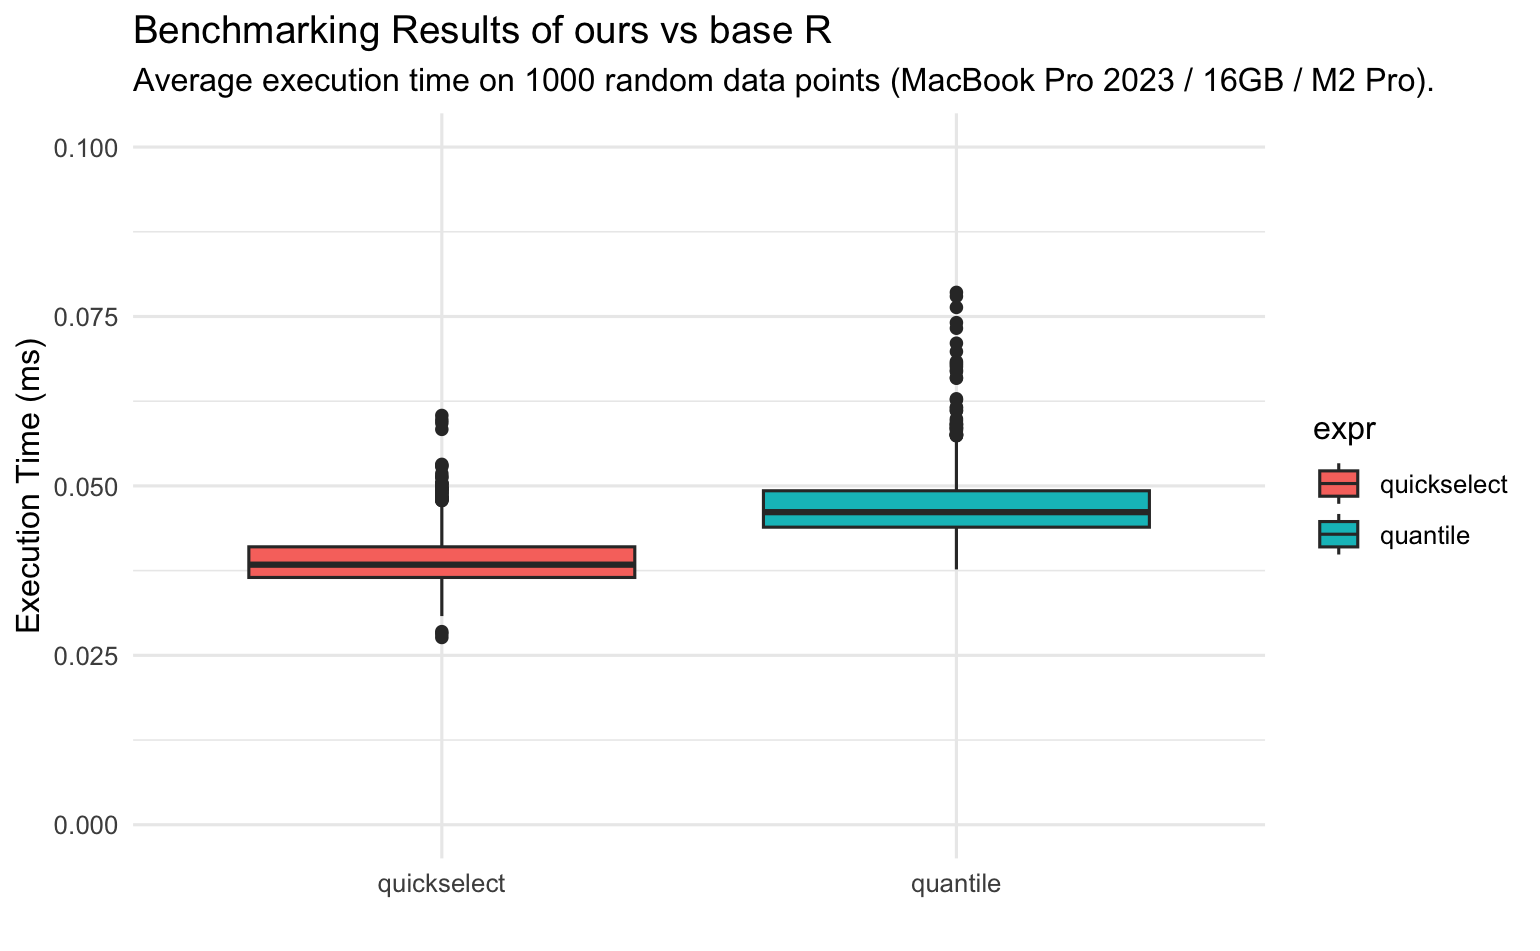 Benchmarking Results of ours vs base R
Average execution time on 1000 random data points (MacBook Pro 2023 / 16GB / M2 Pro).
Execution Time (ms)
0.100
0.075
0.050
0.025
0.000
quickselect
quantile
expr
quickselect
quantile